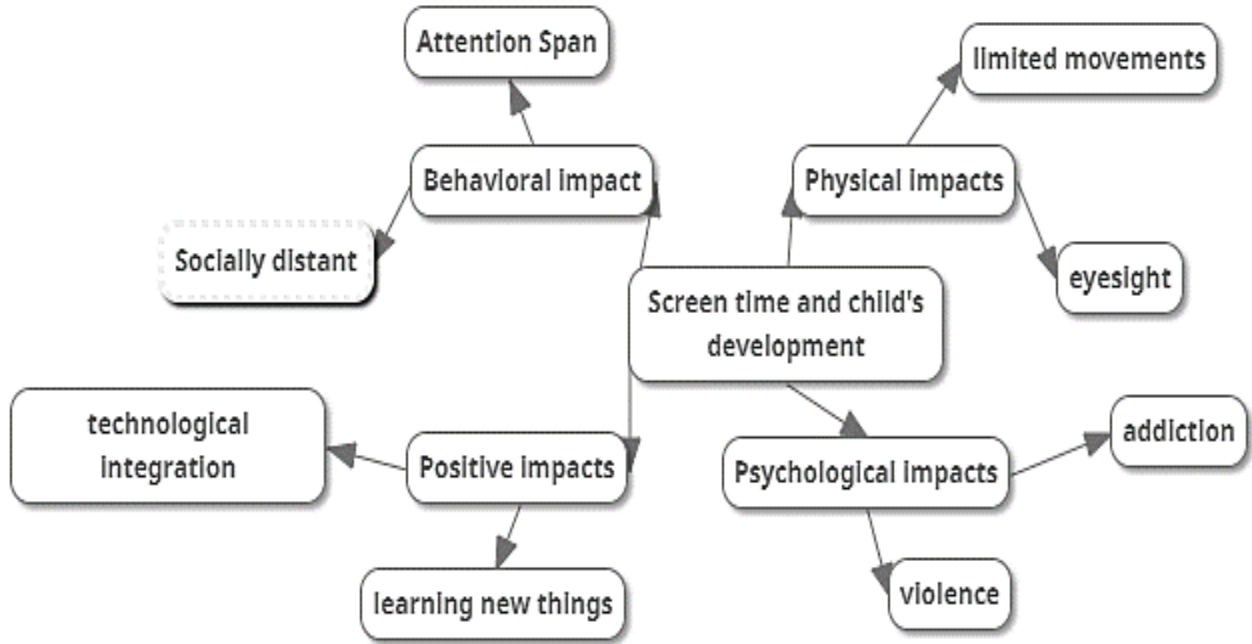 Attention Span
limited movements
Behavioral impact
Physical impacts
Socially distant
eyesight
Screen time and child's
development
technological
integration
Positive impacts
Psychological impacts
addiction
learning new things
violence